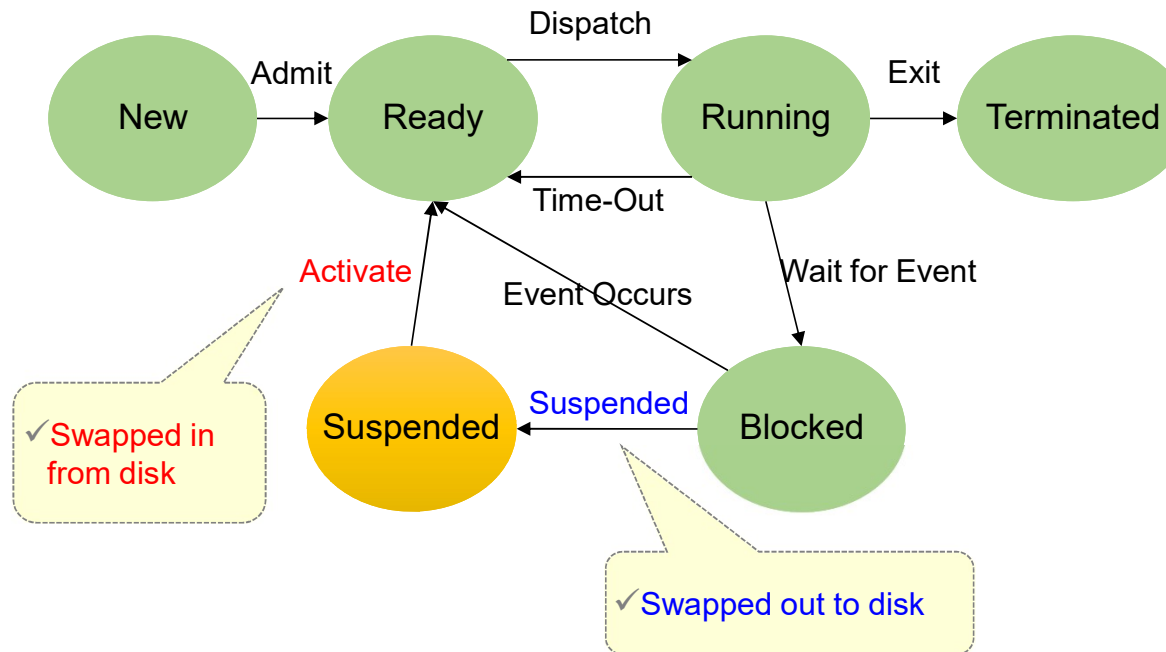 Dispatch
Admit
Exit
New
Ready
Running
Terminated
Time-Out
Activate
Wait for Event
Event Occurs
Suspended
Suspended
Blocked
✓Swapped in
from disk
✓Swapped out to disk